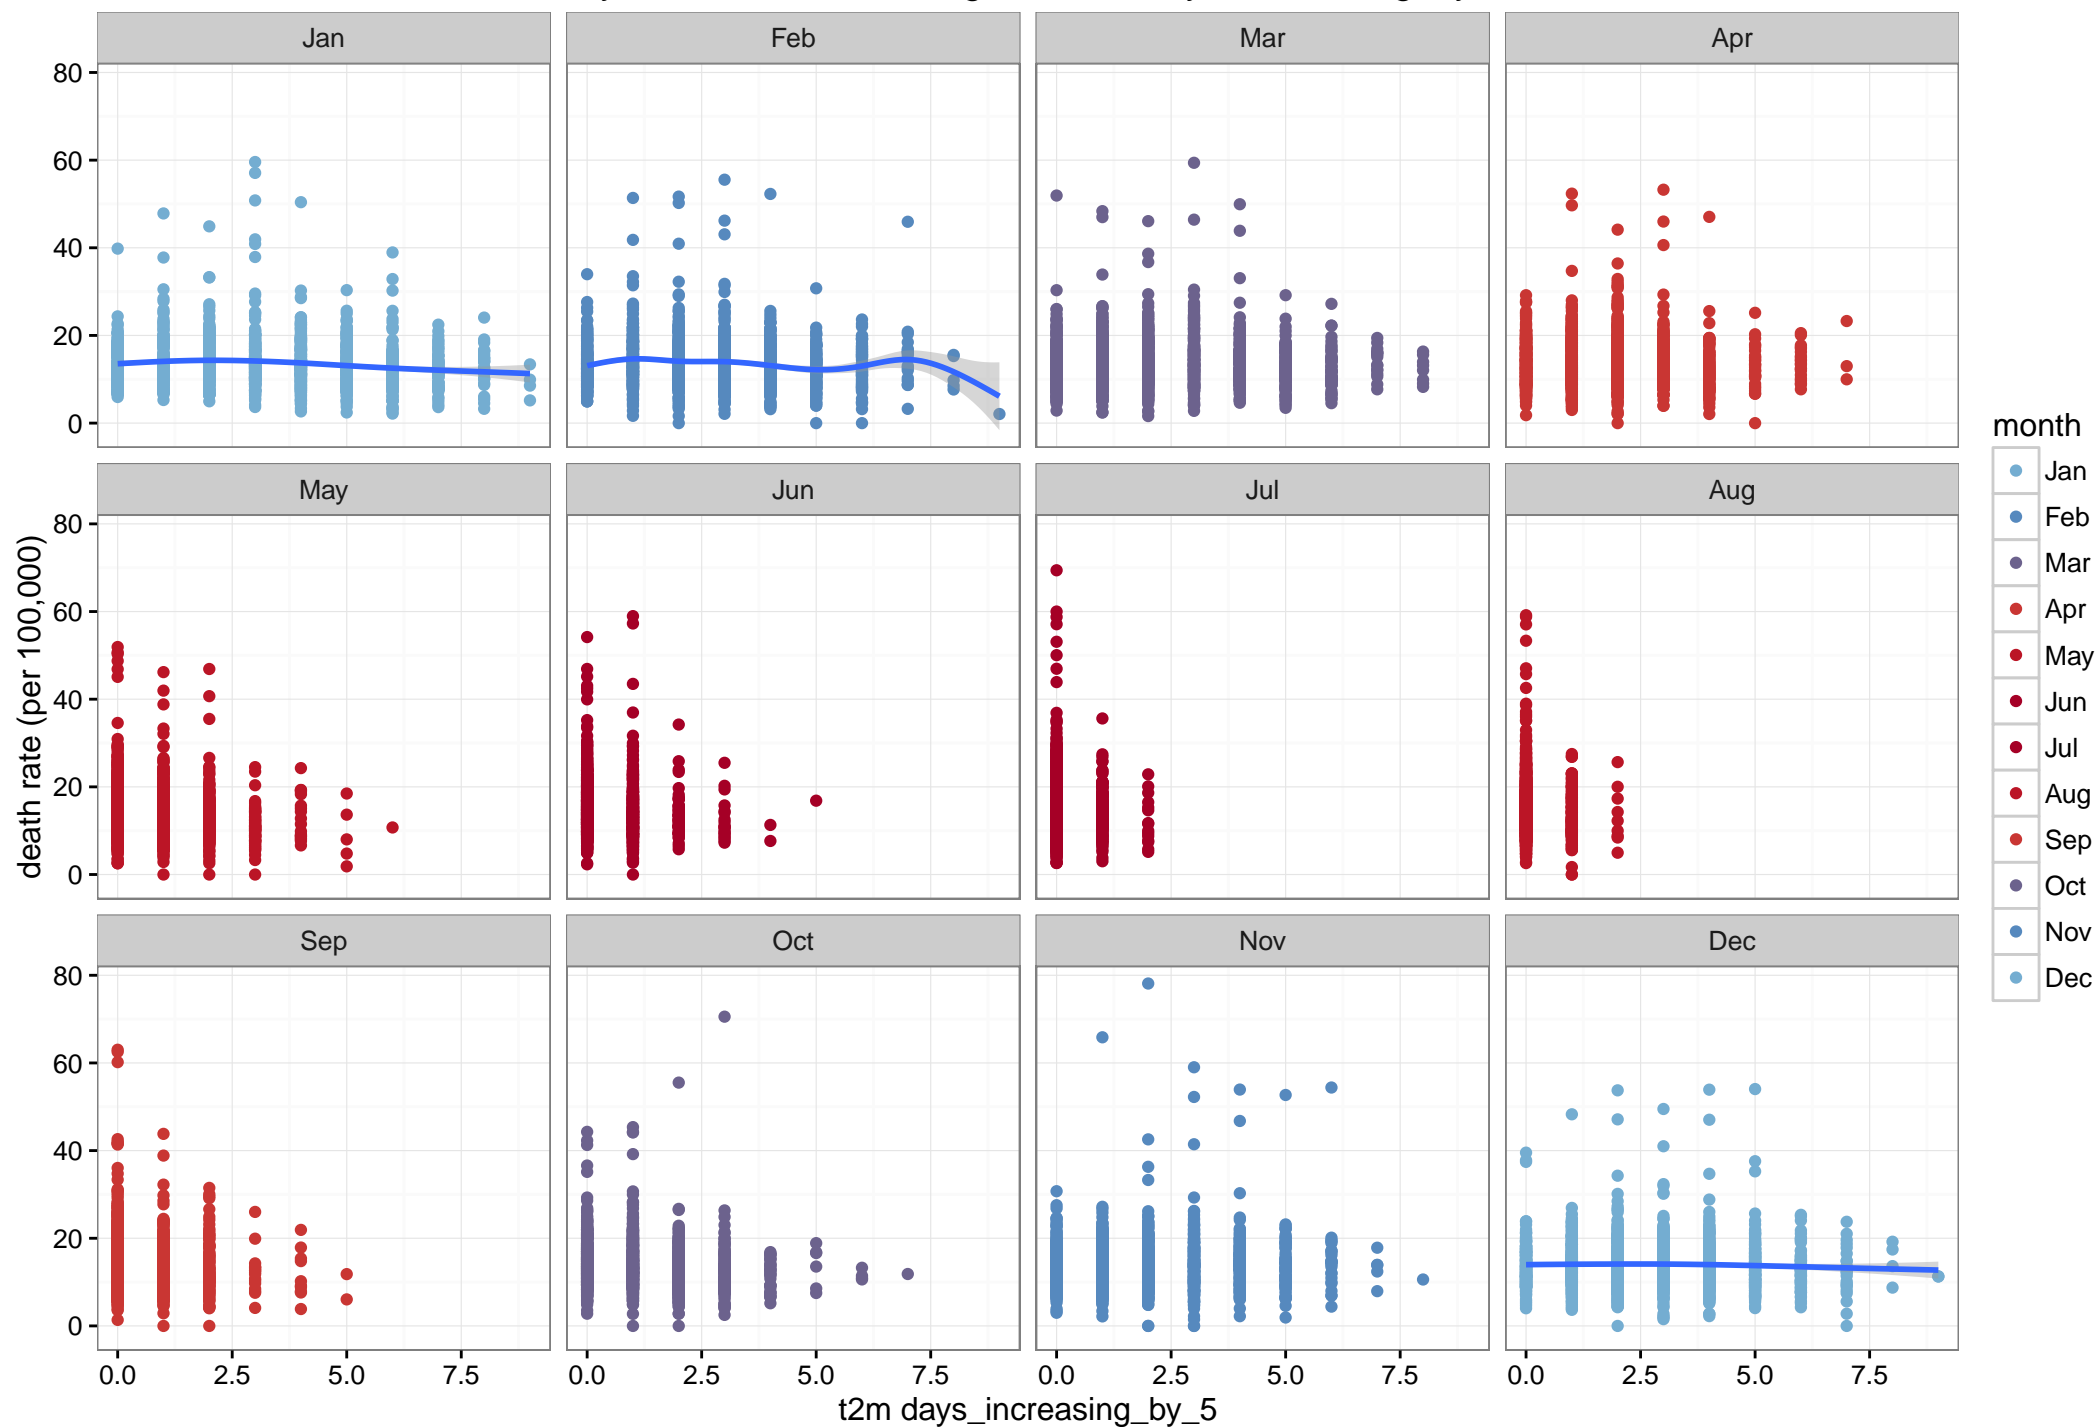 Jan Feb Mar Apr
80
60
40
20
0
May Jun Jul Aug
80
60
40
20
0
Sep Oct Nov Dec
80
60
40
20
0
0.0 2.5 5.0 7.5 0.0 2.5 5.0 7.5 0.0 2.5 5.0 7.5 0.0 2.5 5.0 7.5
t2m days_increasing_by_5
death rate (per 100,000)
month
Jan
Feb
Mar
Apr
May
Jun
Jul
Aug
Sep
Oct
Nov
Dec